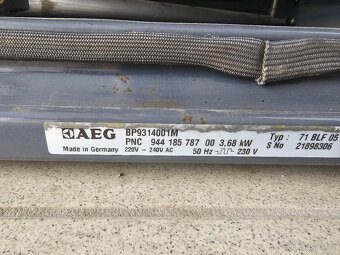 AEG BP9314001M Typ : 71 BLF 05
PNC 944 185 787 00 3,68 kW S No 21898306
Made in Germany 220V - 240V AC 50 Hz 230 V